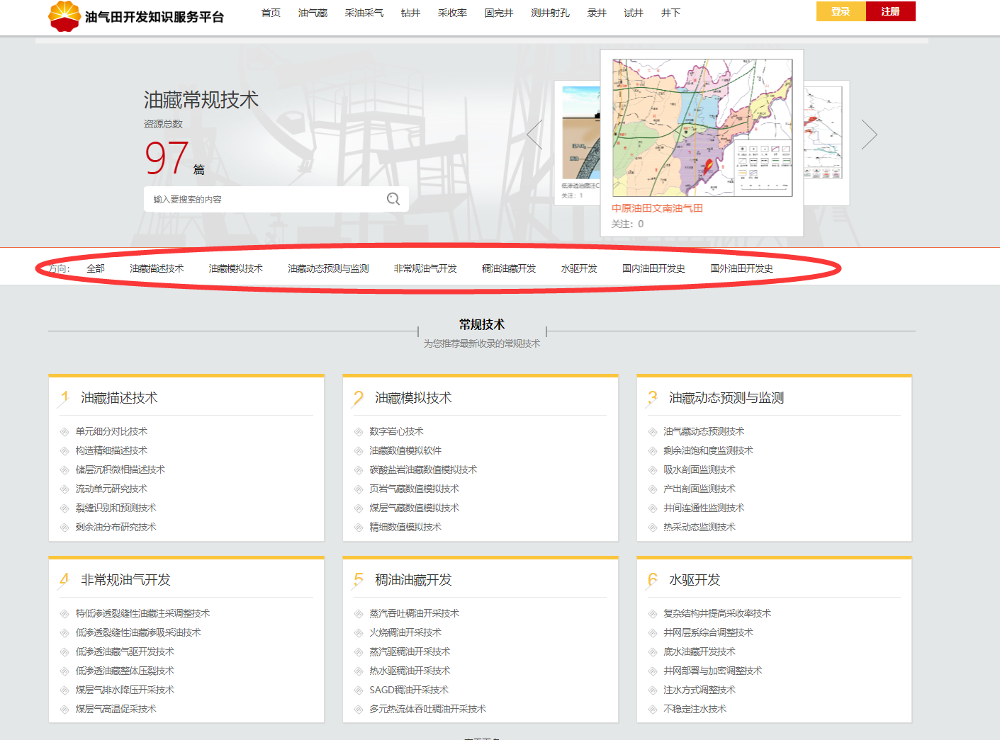 油气田开发知识服务平台
首页 油气藏 采油采气 钻井 采收率 固完井 测井射孔 录井 试井 井下
登录 注册
油藏常规技术
资源总数
97 篇
输入要搜索的内容
关注：1
中原油田文南油气田
关注：0
方向： 全部 油藏描述技术 油藏模拟技术 油藏动态预测与监测 非常规油气开发 稠油油藏开发 水驱开发 国内油田开发史 国外油田开发史
常规技术
为您推荐最新收录的常规技术
1 油藏描述技术
单元细分对比技术
构造精细描述技术
储层沉积微相描述技术
流动单元研究技术
裂缝识别和预测技术
剩余油分布研究技术
2 油藏模拟技术
数字岩心技术
油藏数值模拟软件
碳酸盐岩油藏数值模拟技术
页岩气藏数值模拟技术
煤层气藏数值模拟技术
精细数值模拟技术
3 油藏动态预测与监测
油气藏动态预测技术
剩余油饱和度监测技术
吸水剖面监测技术
产出剖面监测技术
井间连通性监测技术
热采动态监测技术
4 非常规油气开发
特低渗透裂缝性油藏注采调整技术
低渗透裂缝性油藏渗吸采油技术
低渗透油藏气驱开发技术
低渗透油藏整体压裂技术
煤层气排水降压开采技术
煤层气高温促采技术
5 稠油油藏开发
蒸汽吞吐稠油开采技术
火烧稠油开采技术
蒸汽驱稠油开采技术
热水驱稠油开采技术
SAGD稠油开采技术
多元热流体吞吐稠油开采技术
6 水驱开发
复杂结构井提高采收率技术
井网层系综合调整技术
底水油藏开发技术
井网部署与加密调整技术
注水方式调整技术
不稳定注水技术